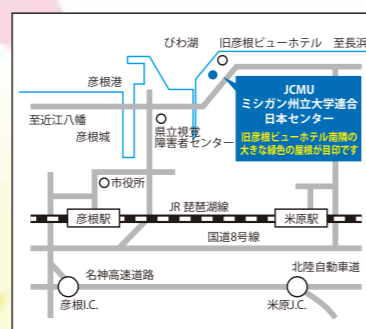 びわ湖
旧彦根ビューホテル
至長浜
彦根港
JCMU
ミシガン州立大学連合
日本センター
旧彦根ビューホテル南隣の
大きな緑色の屋根が目印です
至近江八幡
彦根城
県立視覚
障害者センター
市役所
JR 琵琶湖線
彦根駅
米原駅
国道8号線
名神高速道路
北陸自動車道
彦根I.C.
米原J.C.